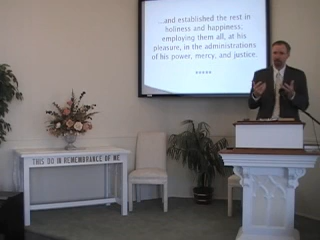 ...and established the rest in
holiness and happiness;
employing them all, at his
pleasure, in the administrations
of his power, mercy, and justice.
*****
THIS DO IN REMEMBRANCE OF ME